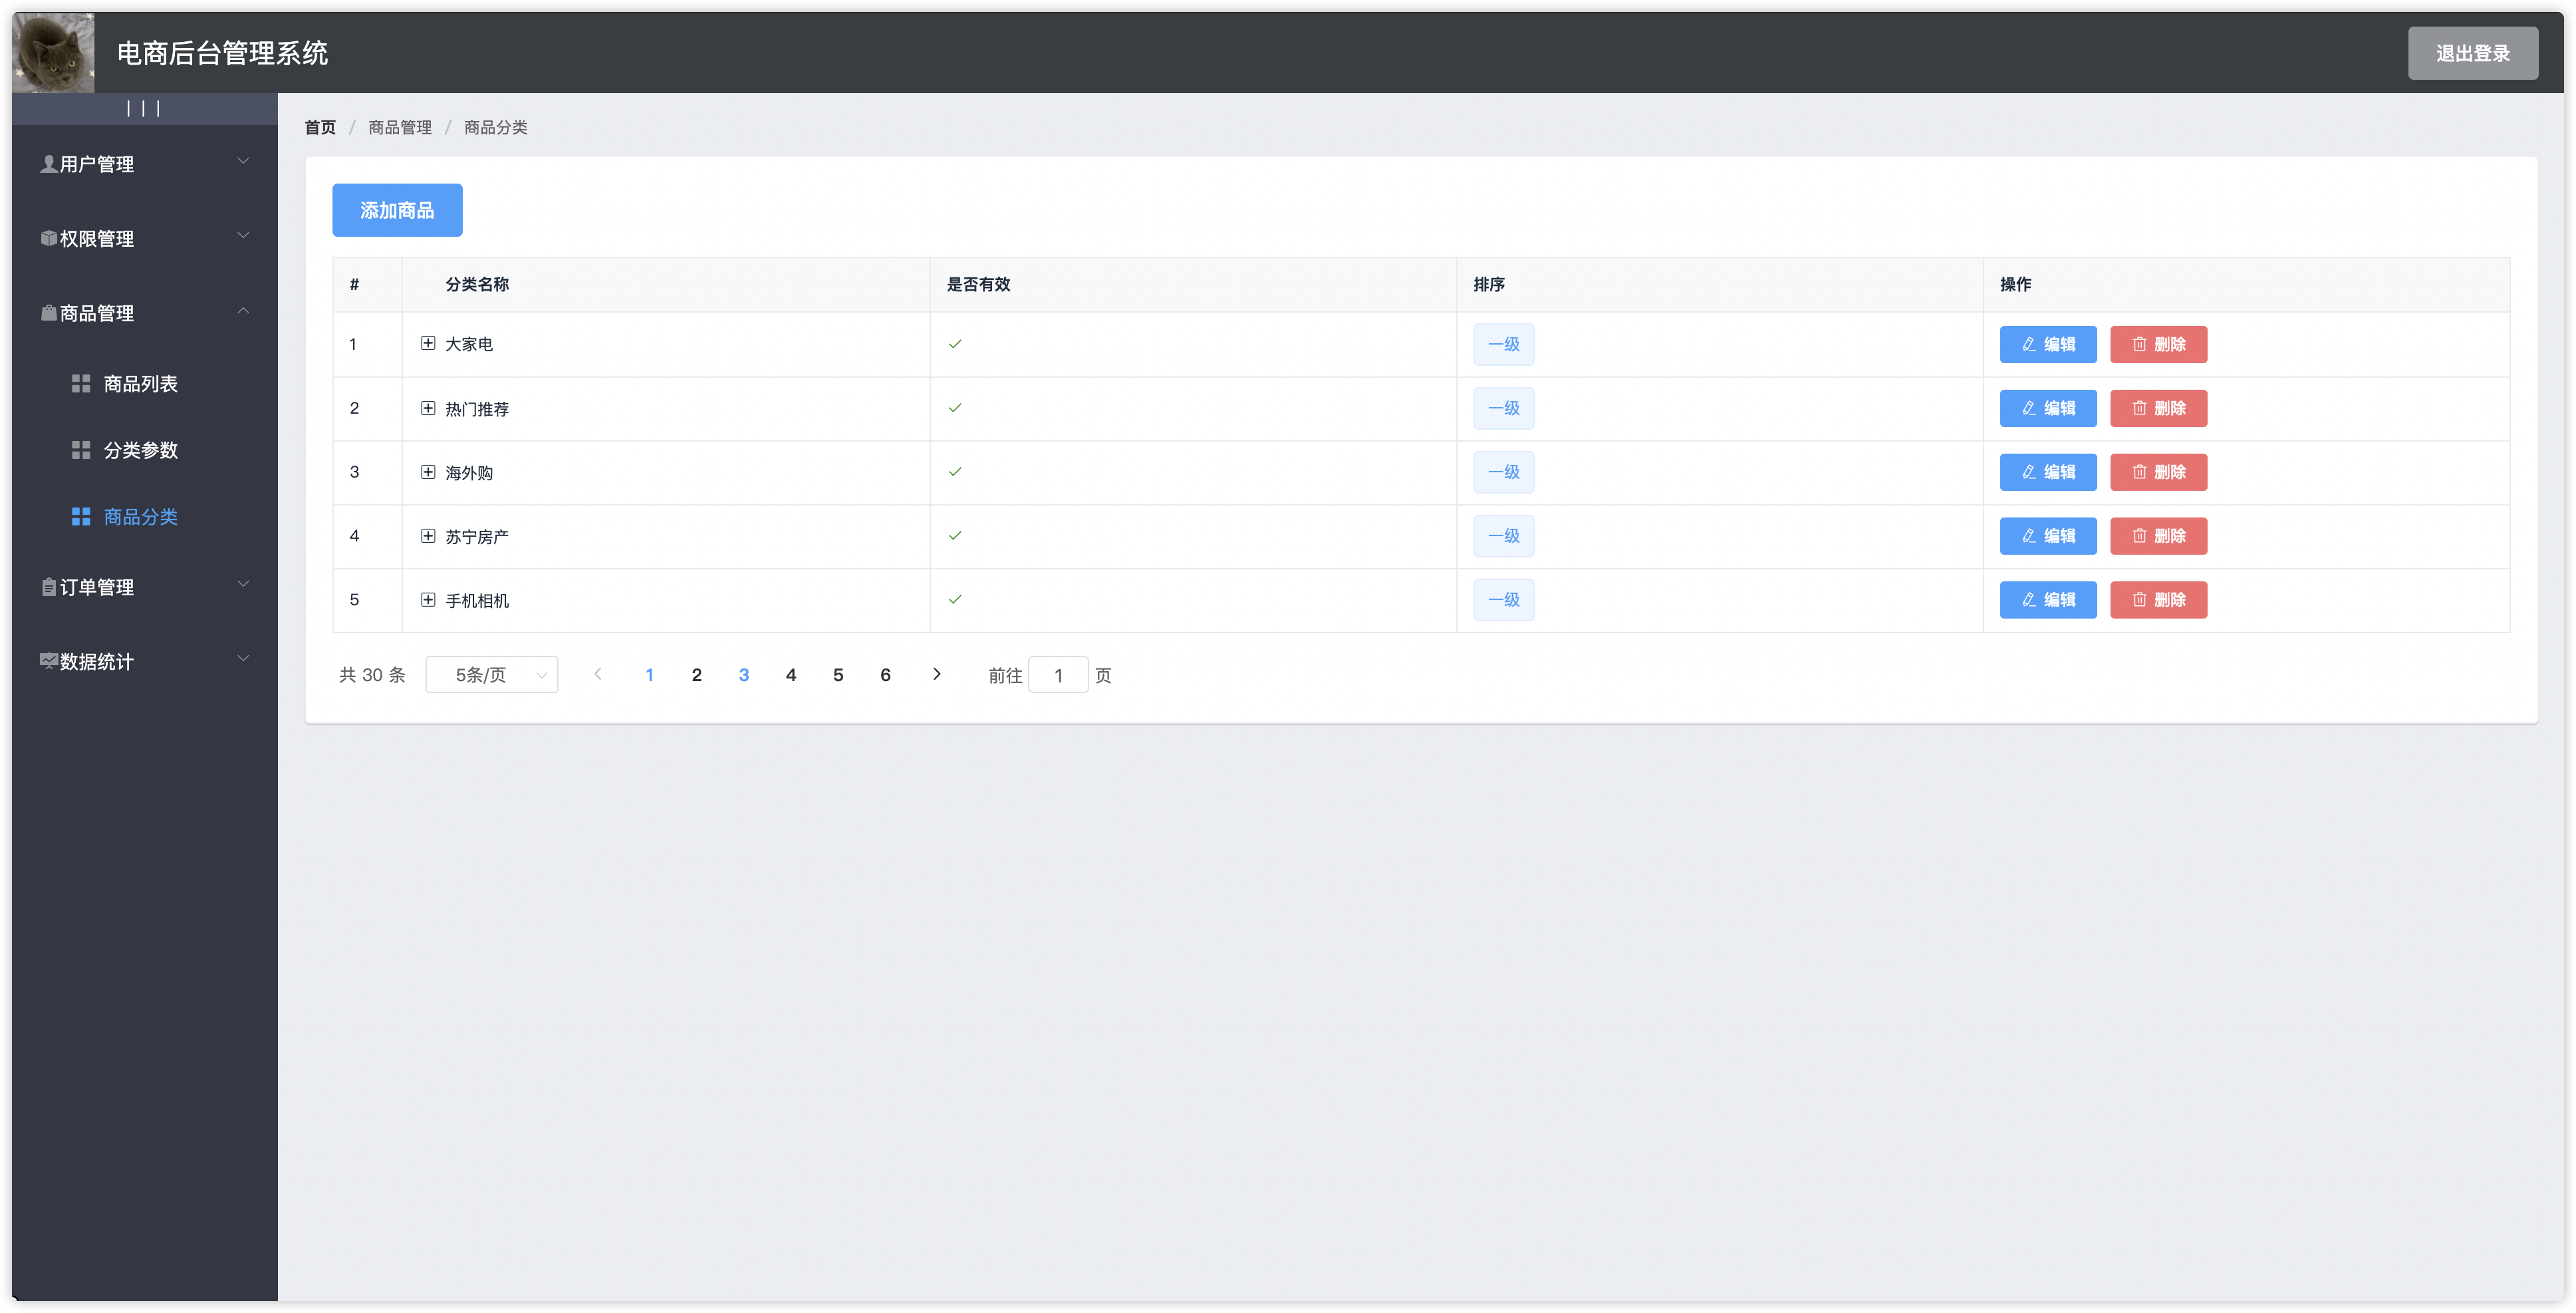 电商后台管理系统
退出登录
|||
用户管理
权限管理
商品管理
商品列表
分类参数
商品分类
订单管理
数据统计
首页 / 商品管理 / 商品分类
添加商品
# 分类名称 是否有效 排序 操作
1 大家电 一级 编辑 删除
2 热门推荐 一级 编辑 删除
3 海外购 一级 编辑 删除
4 苏宁房产 一级 编辑 删除
5 手机相机 一级 编辑 删除
共 30 条 5条/页 1 2 3 4 5 6 前往 1 页